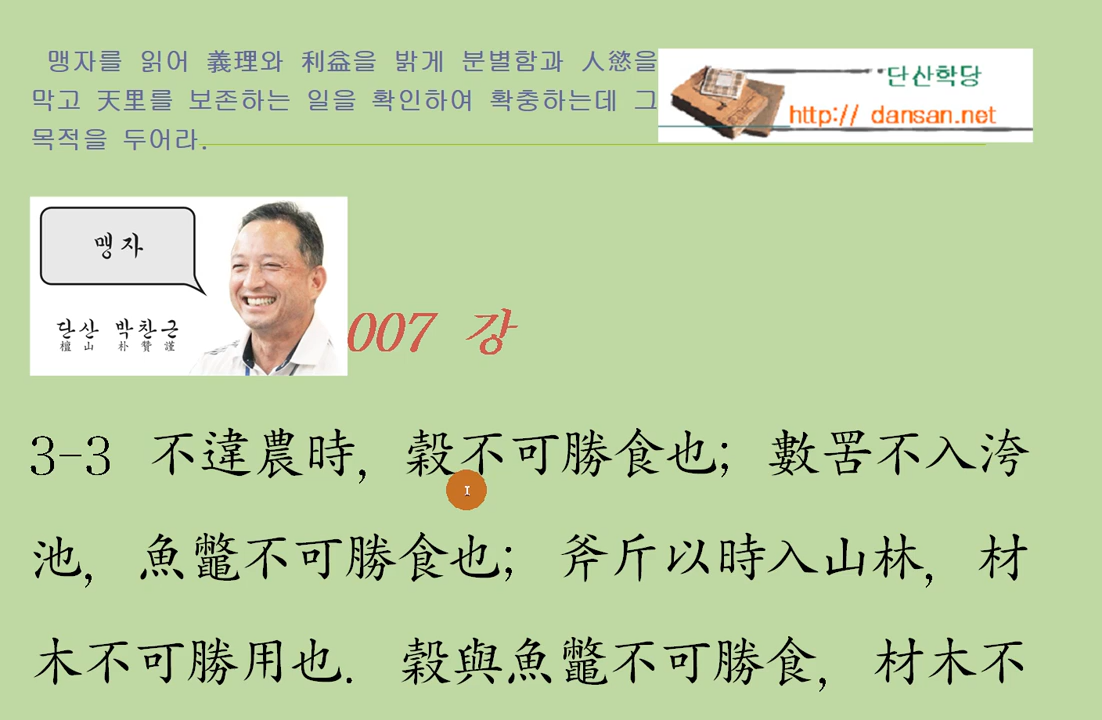 맹자를 읽어 義理와 利益을 밝게 분별함과 人慾을
막고 天里를 보존하는 일을 확인하여 확충하는데 그
목적을 두어라.
단산학당
http:// dansan.net
맹자
단산 박찬근
檀山 朴贊謹
007 강
3-3 不違農時, 穀不可勝食也; 數罟不入洿
池, 魚鼈不可勝食也; 斧斤以時入山林, 材
木不可勝用也. 穀與魚鼈不可勝食, 材木不